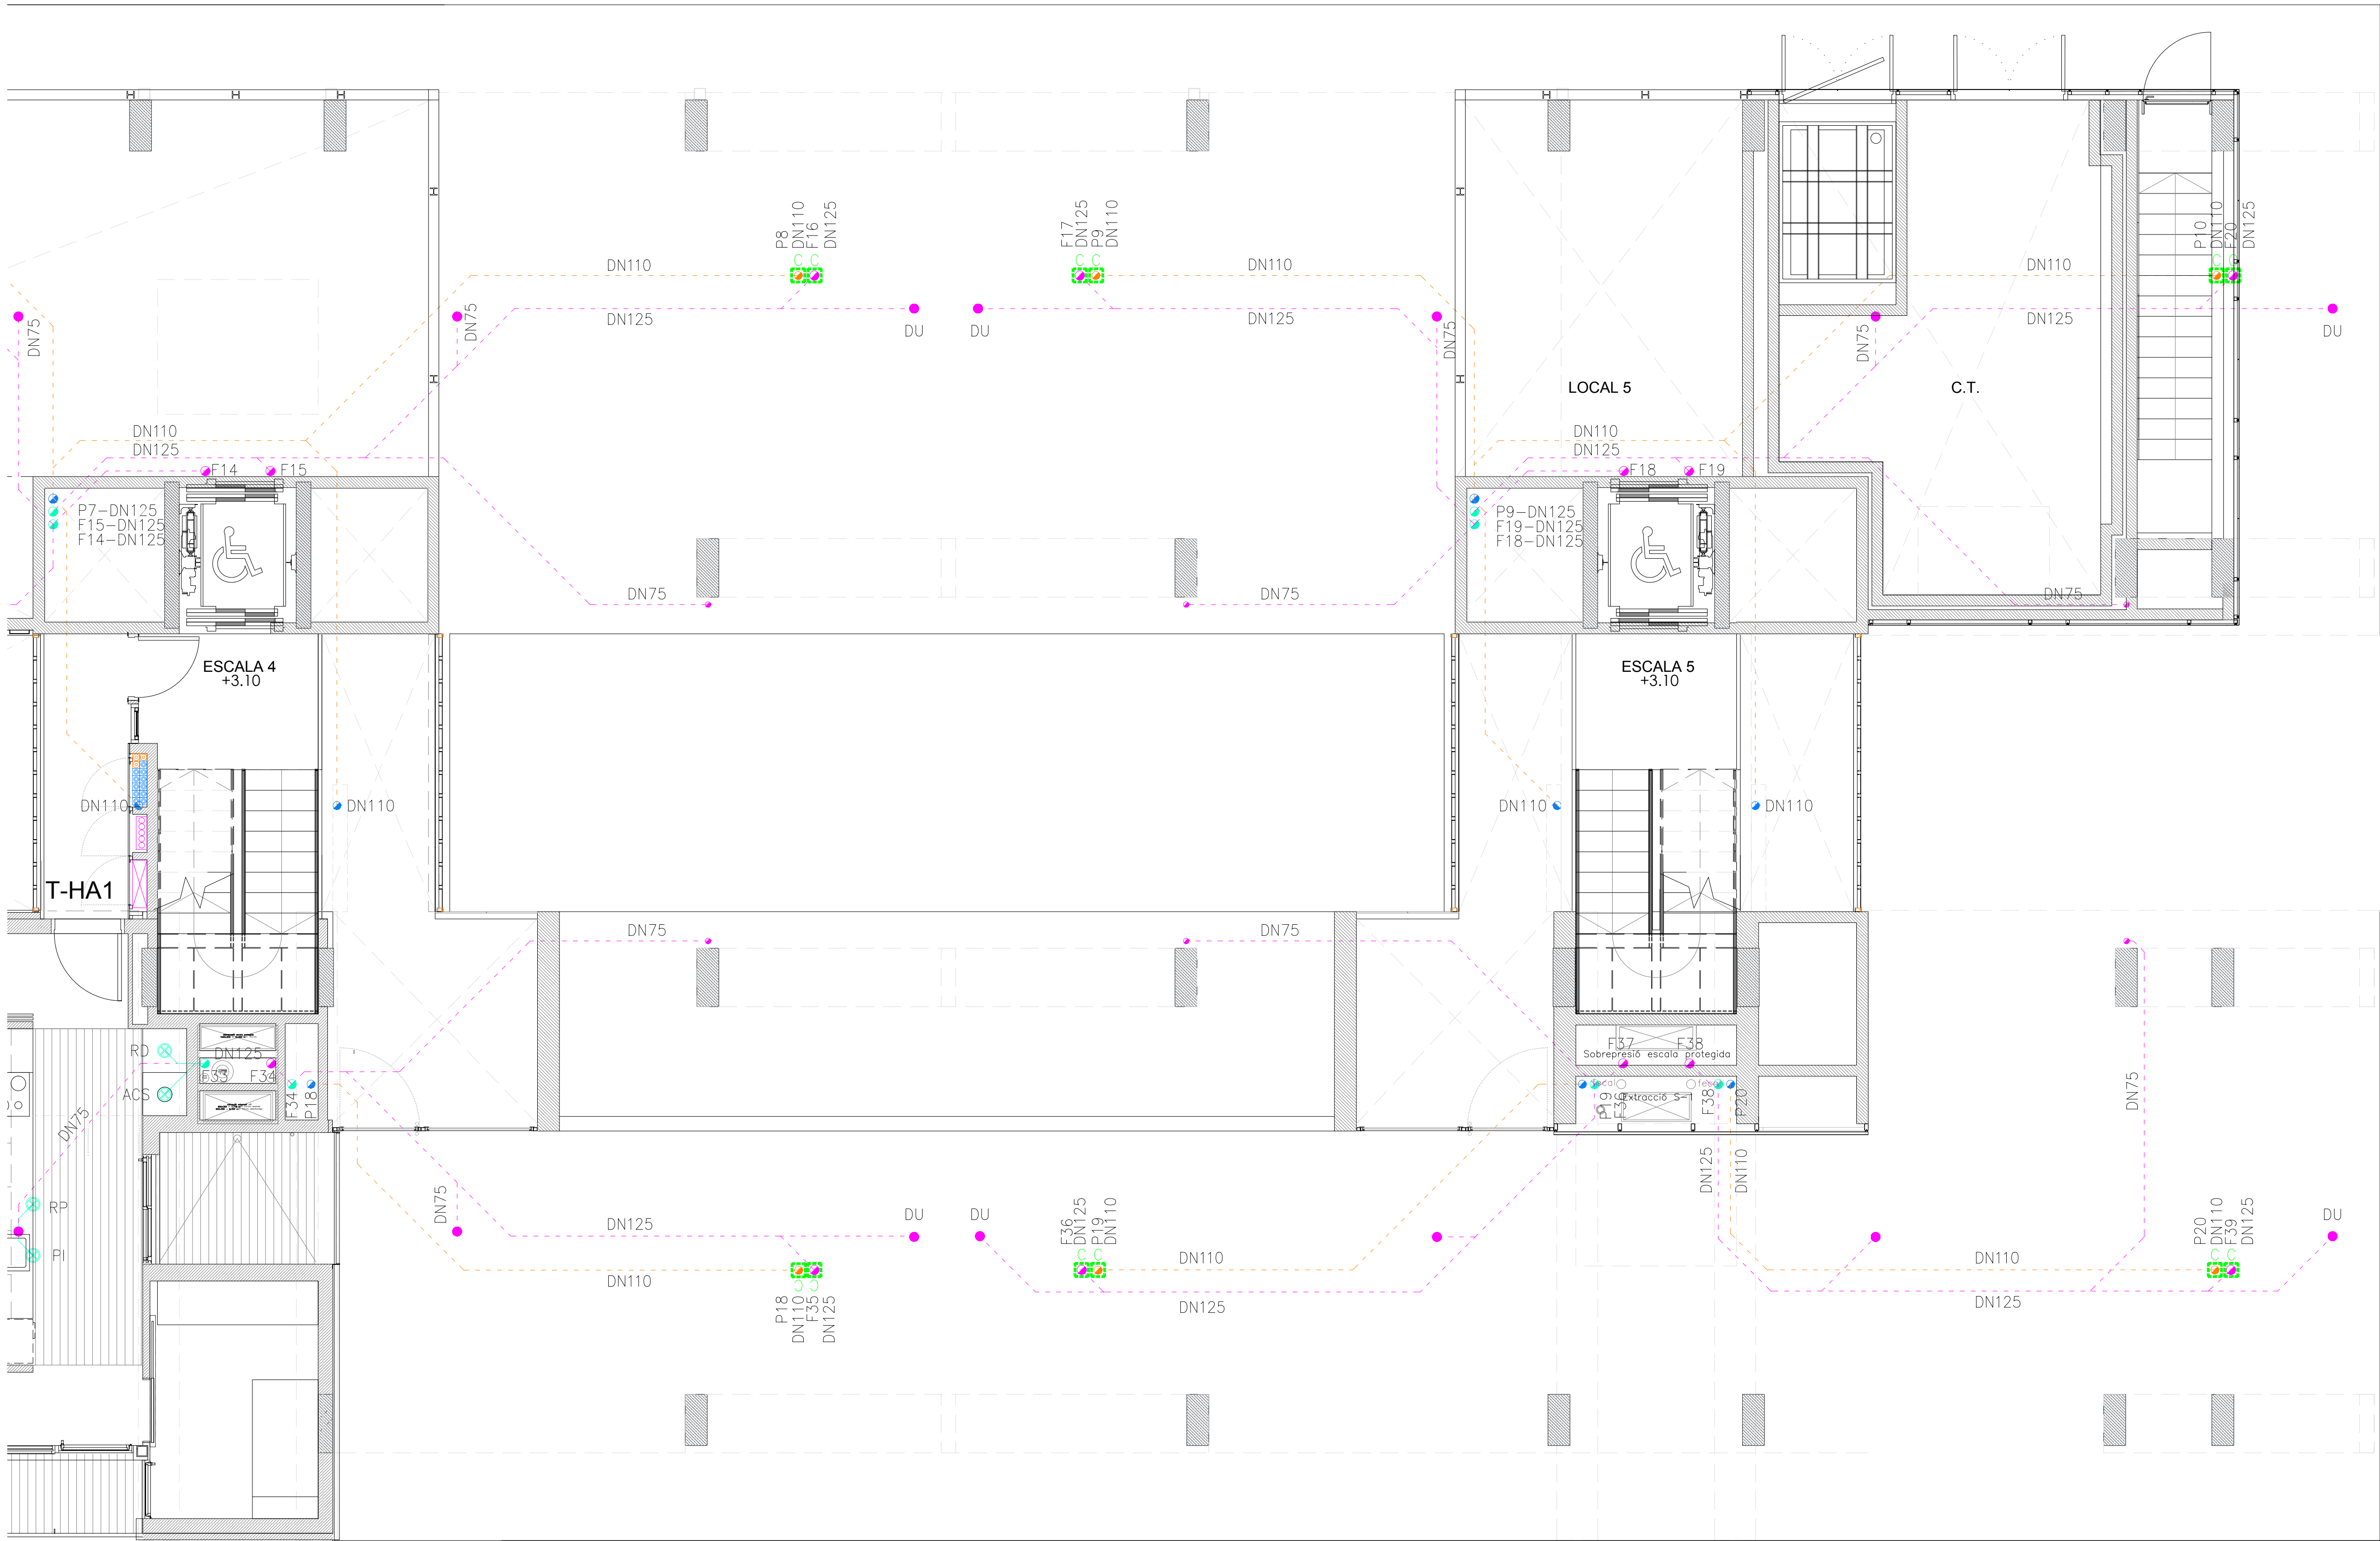 P8
DN110
F16
DN125
C
C
F17
DN125
P9
DN110
C
C
P10
DN110
F20
DN125
C
C
DN110
DN110
DN110
DN75
DN75
DN125
DU
DU
DN125
DN75
DN75
DN125
DU
LOCAL 5
C.T.
DN110
DN125
F14
F15
DN110
DN125
F18
F19
P7-DN125
F15-DN125
F14-DN125
P9-DN125
F19-DN125
F18-DN125
DN75
DN75
DN75
ESCALA 4
+3.10
ESCALA 5
+3.10
DN110
DN110
DN110
DN110
T-HA1
DN75
DN75
RD
DN125
F33
F34
ACS
F34
P18
DN75
F37
F38
Sobrepresió escala protegida
fecal
fecal
P19
F36
Extracció S-1
F38
P20
DN75
RP
PI
DN75
DN125
DN110
DU
DU
F36
DN125
P19
DN110
C
C
DN110
DN125
DN125
DN110
P20
DN110
F39
DN125
C
C
DU
DN110
DN125
C
C
P18
DN110
F35
DN125